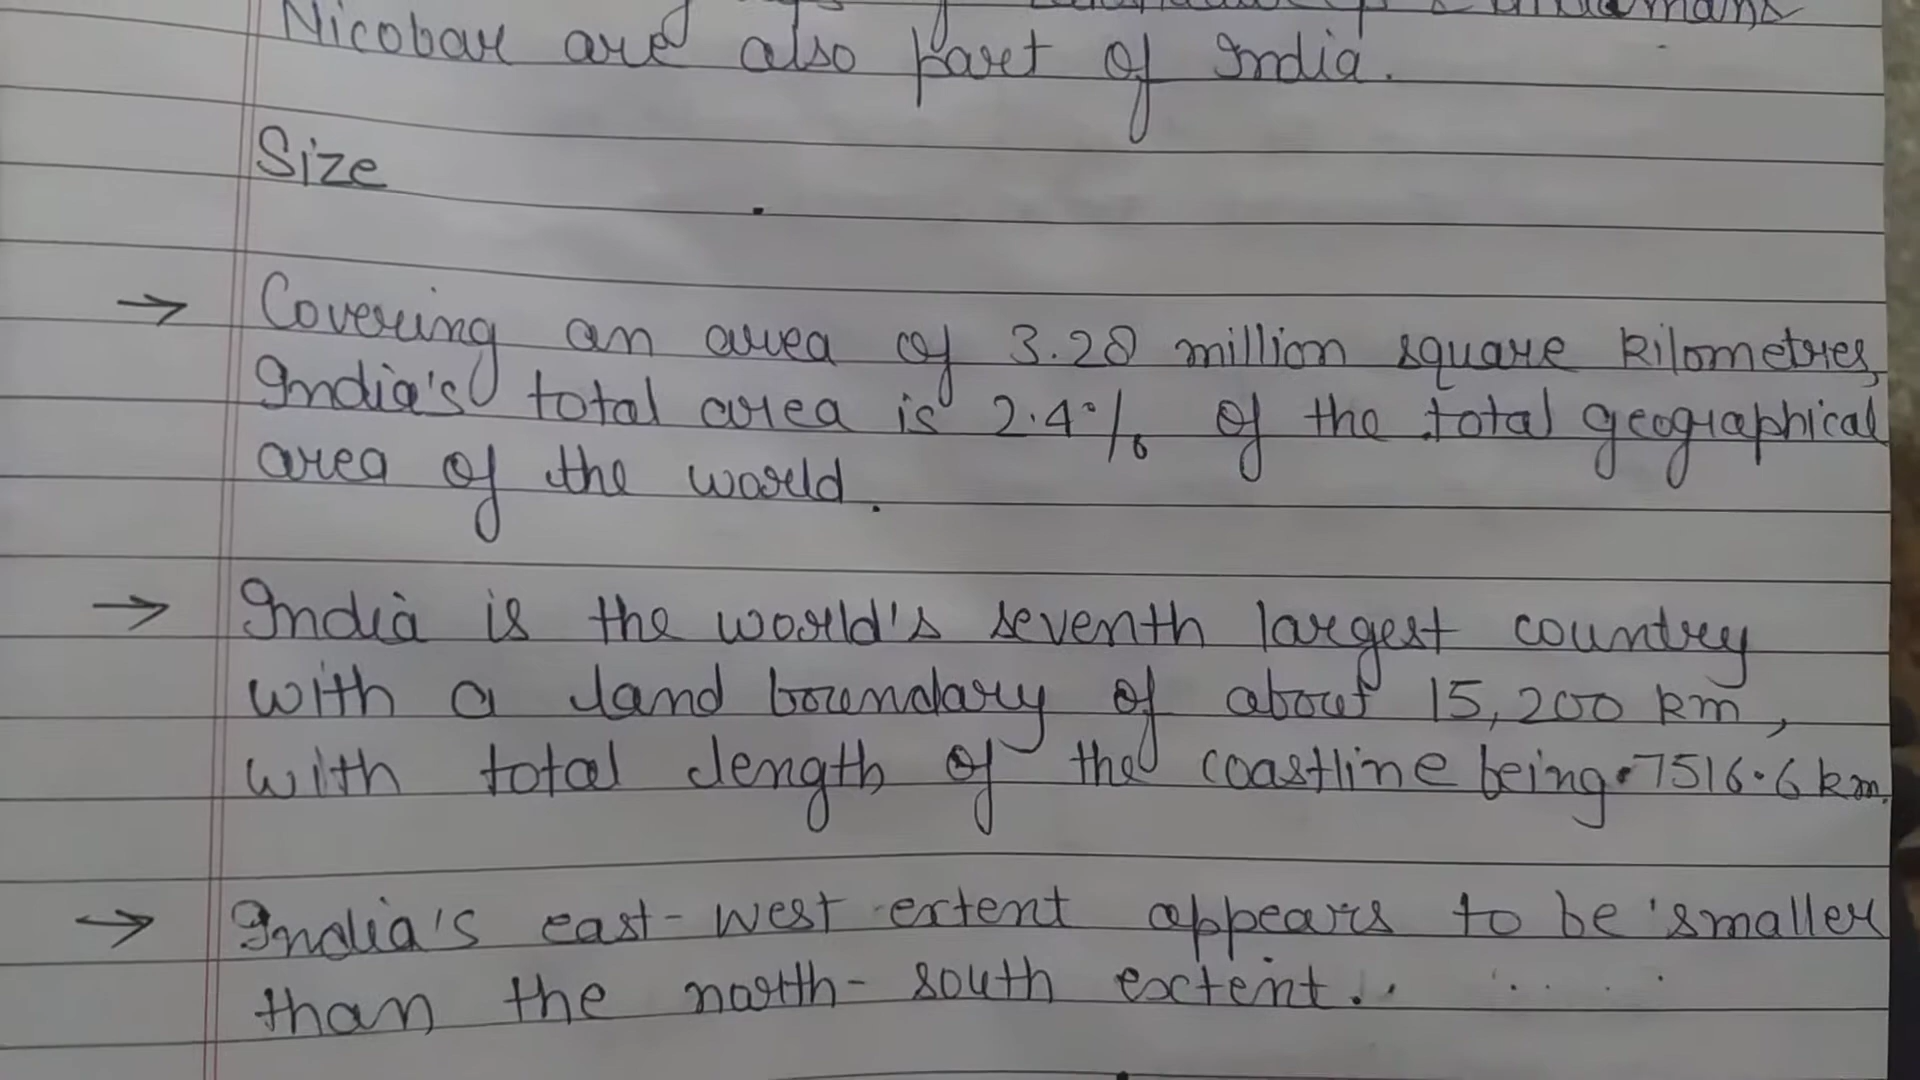 Nicobar are also part of India.
Size
→ Covering an area of 3.28 million square kilometres,
India's total area is 2.4% of the total geographical
area of the world.
→ India is the world's seventh largest country
with a land boundary of about 15,200 km,
with total length of the coastline being 7516.6 km.
→ India's east-west extent appears to be smaller
than the north-south extent.